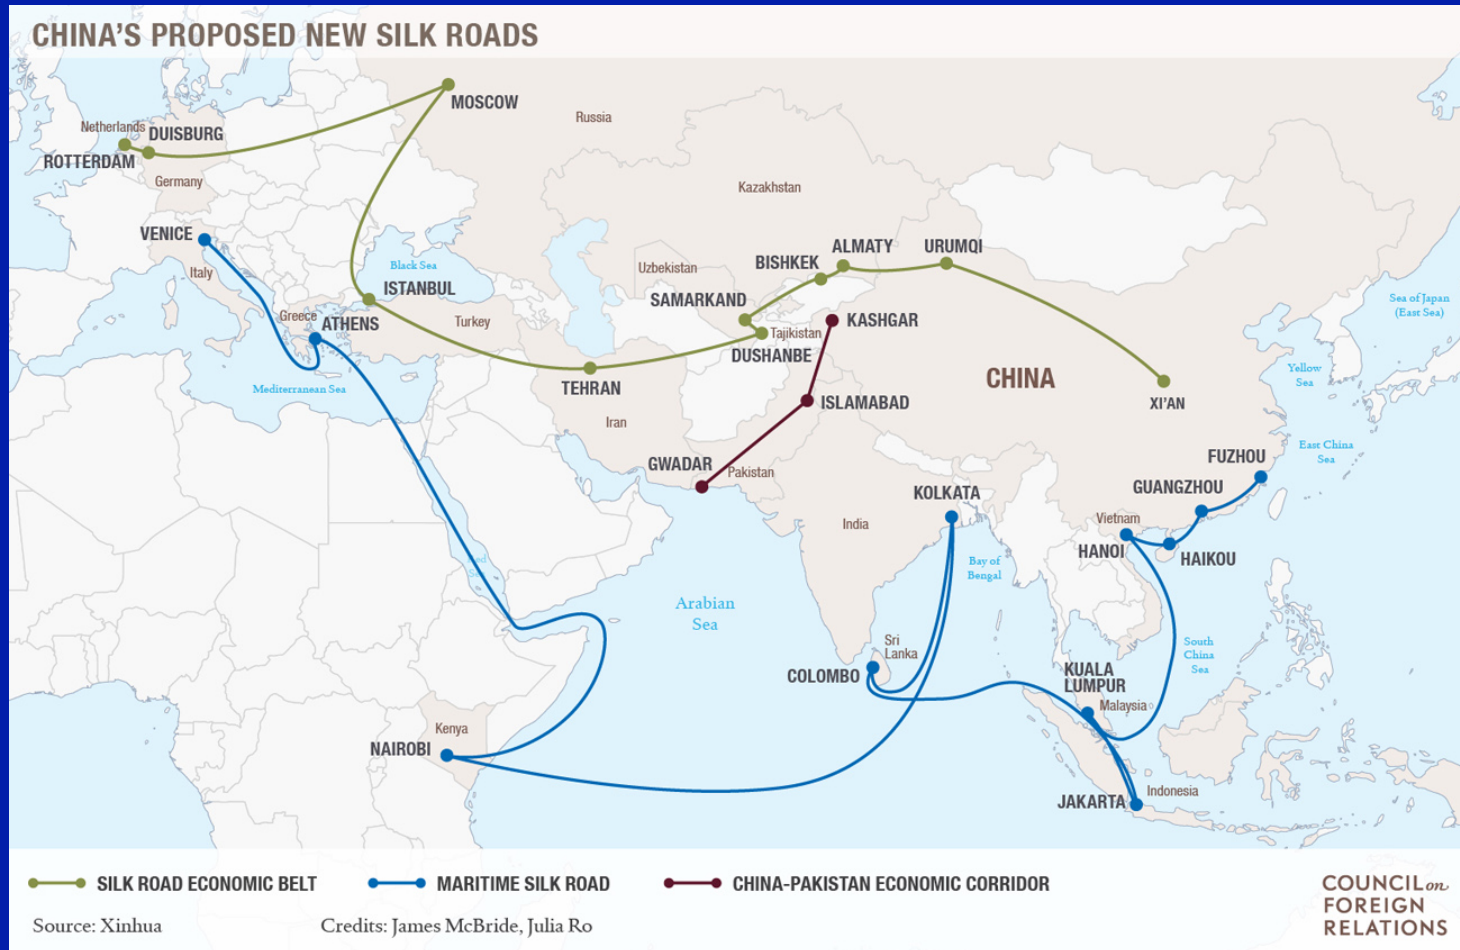 CHINA'S PROPOSED NEW SILK ROADS
MOSCOW
Russia
Netherlands
DUISBURG
ROTTERDAM
Germany
Kazakhstan
VENICE
ALMATY
URUMQI
Black Sea
BISHKEK
Italy
Uzbekistan
ISTANBUL
SAMARKAND
Sea of Japan
(East Sea)
Greece
ATHENS
Turkey
KASHGAR
Tajikistan
DUSHANBE
Yellow
Sea
CHINA
Mediterranean Sea
TEHRAN
ISLAMABAD
XI'AN
Iran
East China
Sea
FUZHOU
GWADAR
Pakistan
GUANGZHOU
KOLKATA
India
Vietnam
HANOI
HAIKOU
Bay of
Bengal
Red
Sea
Arabian
Sea
Sri
Lanka
South
China
Sea
COLOMBO
KUALA
LUMPUR
Malaysia
Kenya
NAIROBI
JAKARTA
Indonesia
SILK ROAD ECONOMIC BELT
MARITIME SILK ROAD
CHINA-PAKISTAN ECONOMIC CORRIDOR
COUNCIL on
FOREIGN
RELATIONS
Source: Xinhua
Credits: James McBride, Julia Ro